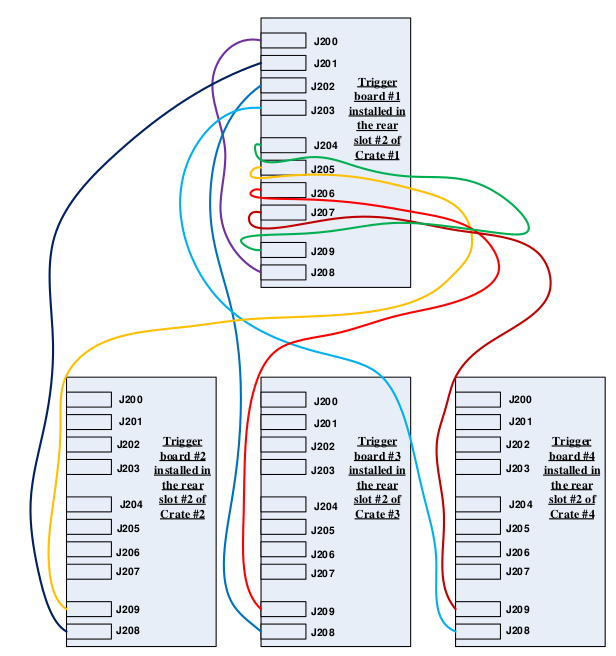 J200
J201
J202
J203
J204
J205
J206
J207
J209
J208
Trigger
board #1
installed in
the rear
slot #2 of
Crate #1
J200
J201
J202
J203
J204
J205
J206
J207
J209
J208
Trigger
board #2
installed in
the rear
slot #2 of
Crate #2
J200
J201
J202
J203
J204
J205
J206
J207
J209
J208
Trigger
board #3
installed in
the rear
slot #2 of
Crate #3
J200
J201
J202
J203
J204
J205
J206
J207
J209
J208
Trigger
board #4
installed in
the rear
slot #2 of
Crate #4